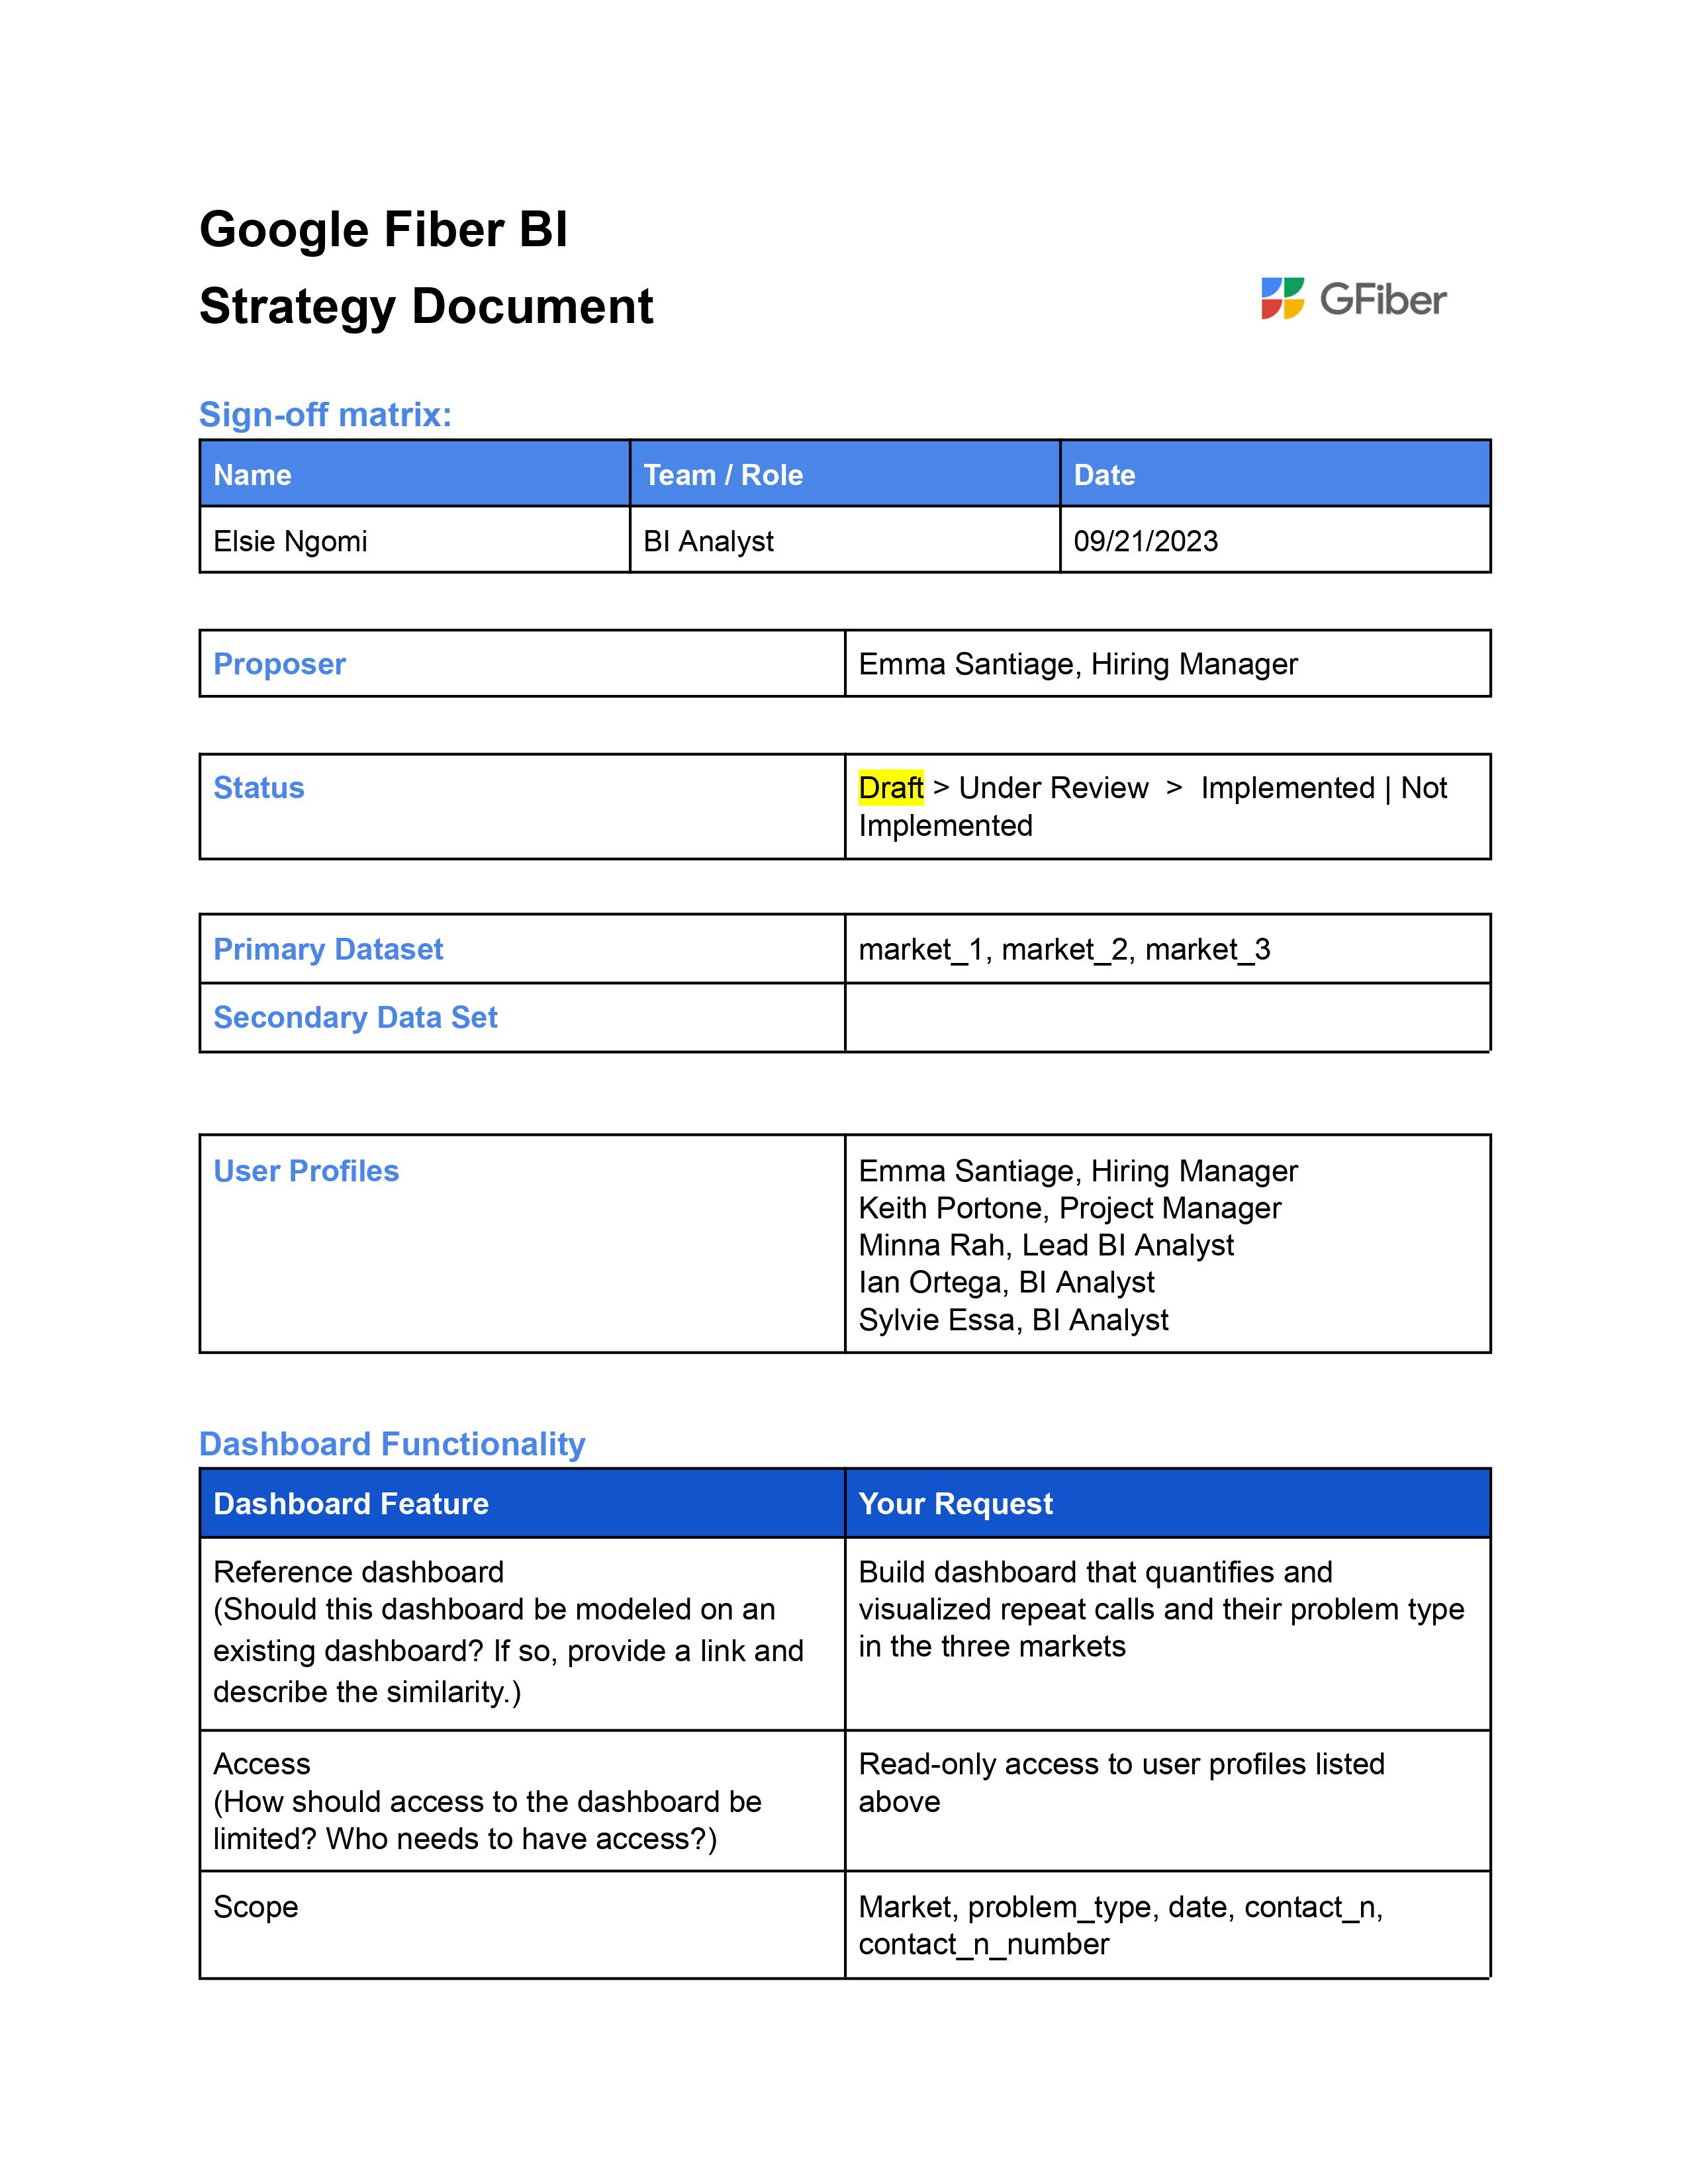 Google Fiber BI
Strategy Document
GFiber
Sign-off matrix:
Name Team / Role Date
Elsie Ngomi BI Analyst 09/21/2023
Proposer Emma Santiage, Hiring Manager
Status Draft > Under Review > Implemented | Not
Implemented
Primary Dataset market_1, market_2, market_3
Secondary Data Set
User Profiles Emma Santiage, Hiring Manager
Keith Portone, Project Manager
Minna Rah, Lead BI Analyst
Ian Ortega, BI Analyst
Sylvie Essa, BI Analyst
Dashboard Functionality
Dashboard Feature Your Request
Reference dashboard
(Should this dashboard be modeled on an
existing dashboard? If so, provide a link and
describe the similarity.)
Build dashboard that quantifies and
visualized repeat calls and their problem type
in the three markets
Access
(How should access to the dashboard be
limited? Who needs to have access?)
Read-only access to user profiles listed
above
Scope
Market, problem_type, date, contact_n,
contact_n_number